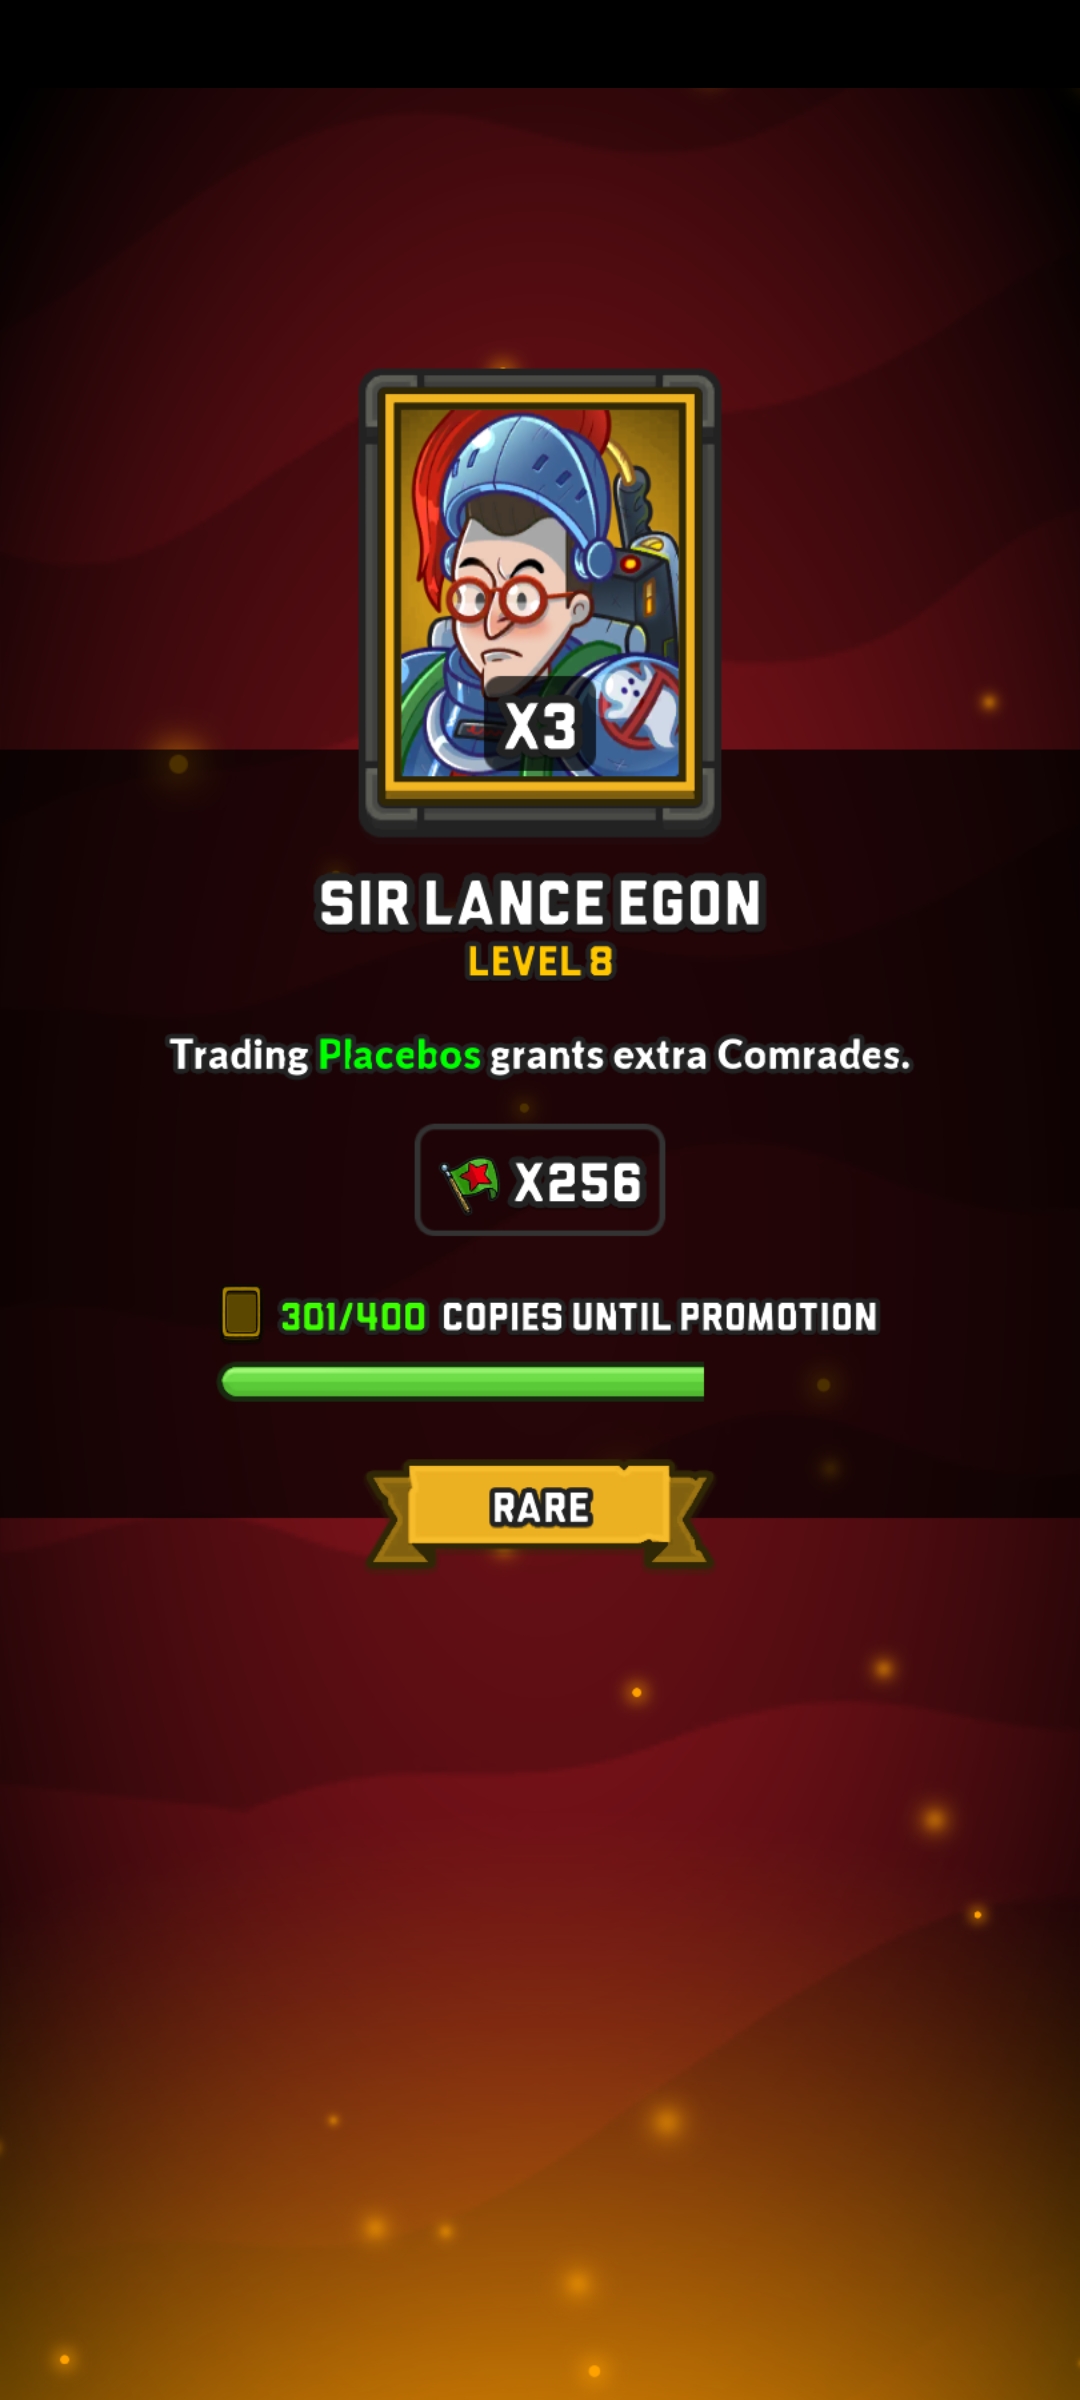 X3
SIR LANCE EGON
LEVEL 8
Trading Placebos grants extra Comrades.
X256
301/400 COPIES UNTIL PROMOTION
RARE